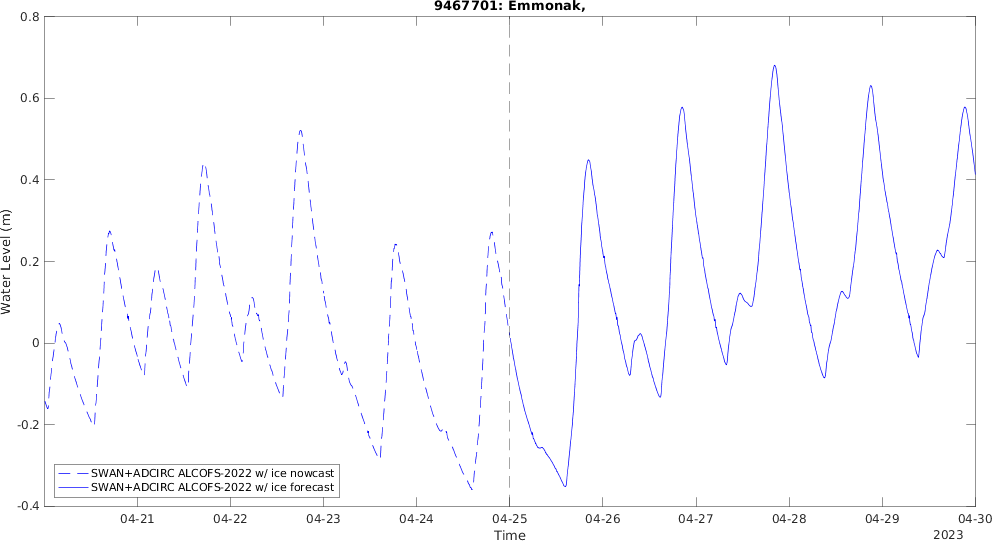 9467701: Emmonak,
Water Level (m)
0.8
0.6
0.4
0.2
0
-0.2
-0.4
SWAN+ADCIRC ALCOFS-2022 w/ ice nowcast
SWAN+ADCIRC ALCOFS-2022 w/ ice forecast
04-21 04-22 04-23 04-24 04-25 04-26 04-27 04-28 04-29 04-30
Time
2023